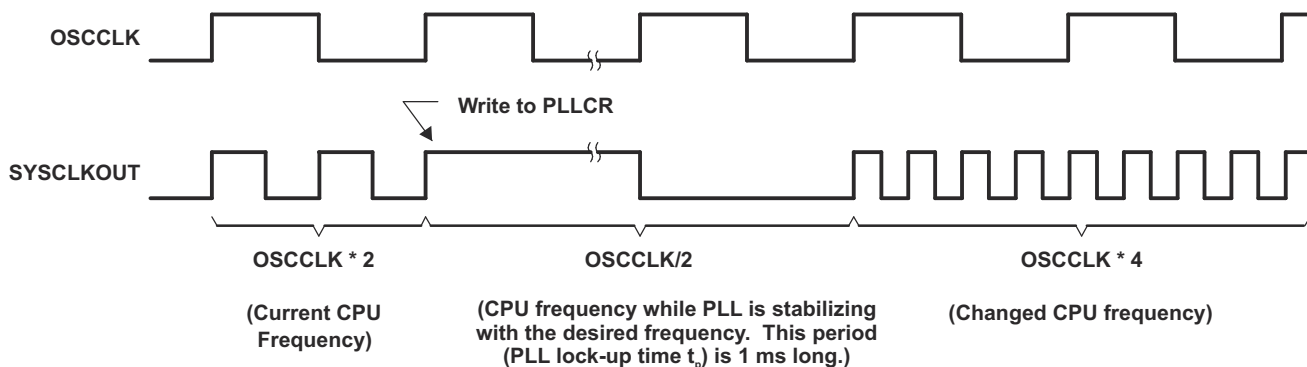 OSCCLK
Write to PLLCR
SYSCLKOUT
OSCCLK * 2
(Current CPU
Frequency)
OSCCLK/2
(CPU frequency while PLL is stabilizing
with the desired frequency. This period
(PLL lock-up time tp) is 1 ms long.)
OSCCLK * 4
(Changed CPU frequency)